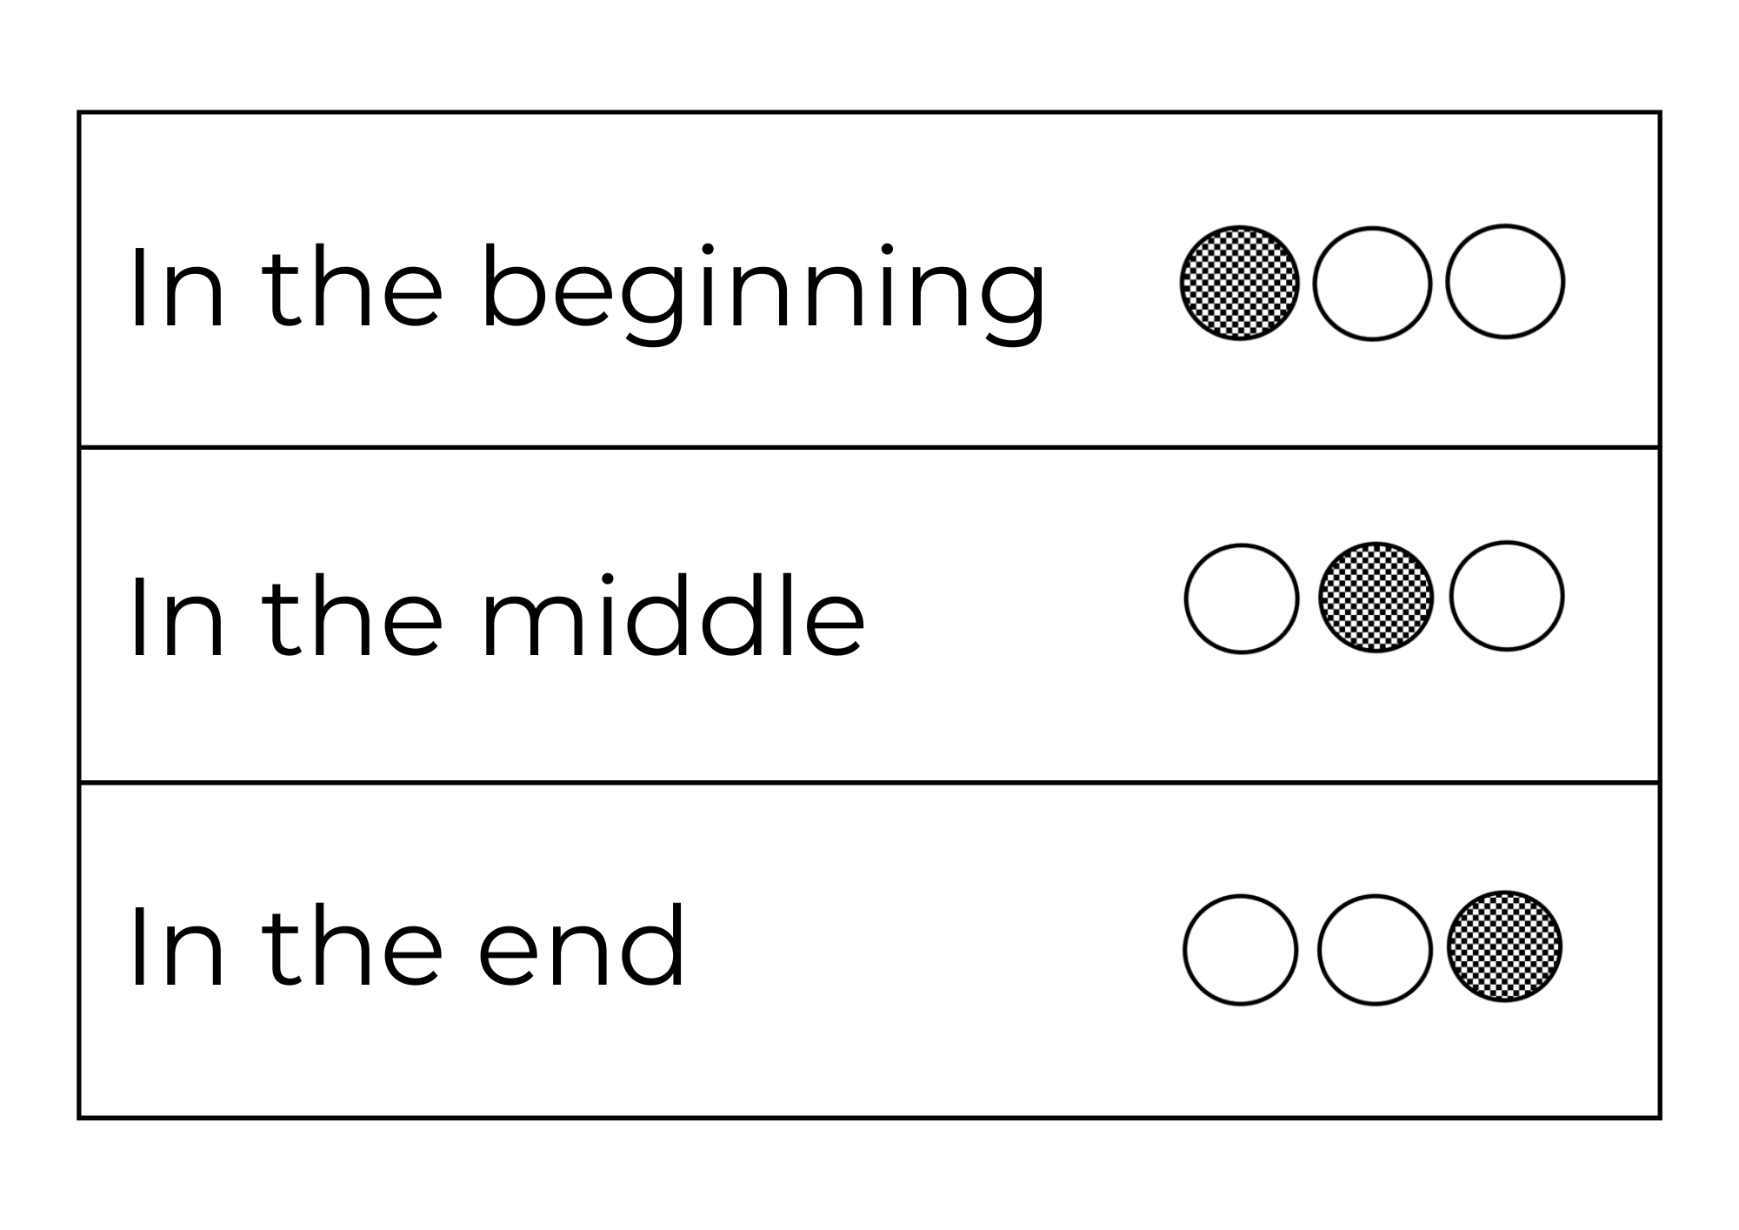 In the beginning
In the middle
In the end